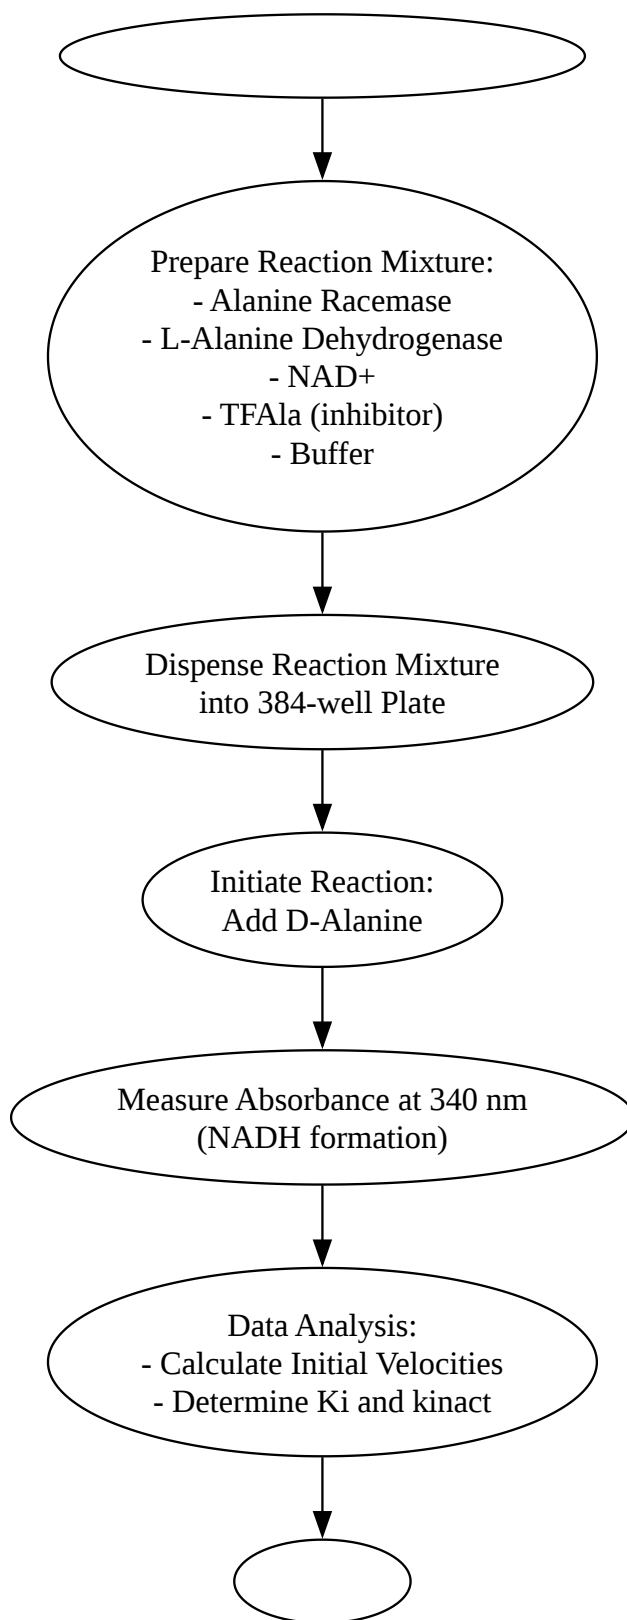 Prepare Reaction Mixture:
- Alanine Racemase
- L-Alanine Dehydrogenase
- NAD+
- TFAla (inhibitor)
- Buffer
Dispense Reaction Mixture
into 384-well Plate
Initiate Reaction:
Add D-Alanine
Measure Absorbance at 340 nm
(NADH formation)
Data Analysis:
- Calculate Initial Velocities
- Determine Ki and kinact